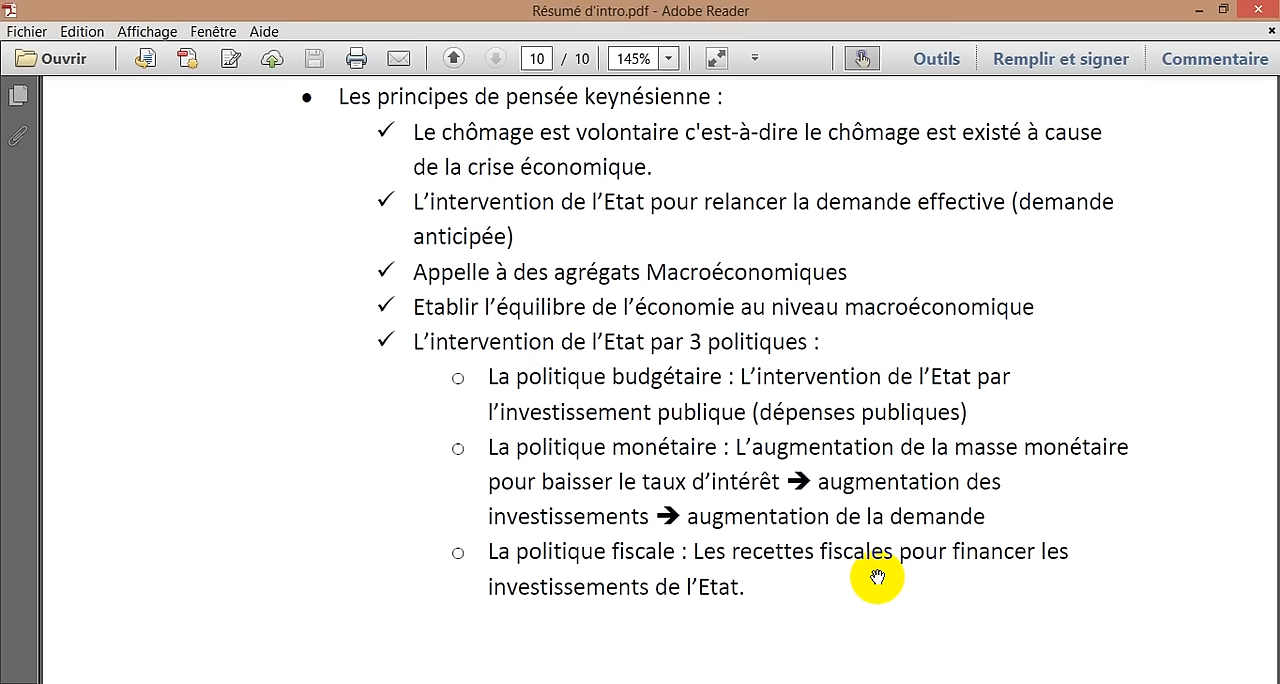 Résumé d'intro.pdf - Adobe Reader
Fichier Edition Affichage Fenêtre Aide
Ouvrir 10 / 10 145% Outils Remplir et signer Commentaire
• Les principes de pensée keynésienne :
✓ Le chômage est volontaire c'est-à-dire le chômage est existé à cause
de la crise économique.
✓ L’intervention de l’Etat pour relancer la demande effective (demande
anticipée)
✓ Appelle à des agrégats Macroéconomiques
✓ Etablir l’équilibre de l’économie au niveau macroéconomique
✓ L’intervention de l’Etat par 3 politiques :
o La politique budgétaire : L’intervention de l’Etat par
l’investissement publique (dépenses publiques)
o La politique monétaire : L’augmentation de la masse monétaire
pour baisser le taux d’intérêt ➔ augmentation des
investissements ➔ augmentation de la demande
o La politique fiscale : Les recettes fiscales pour financer les
investissements de l’Etat.